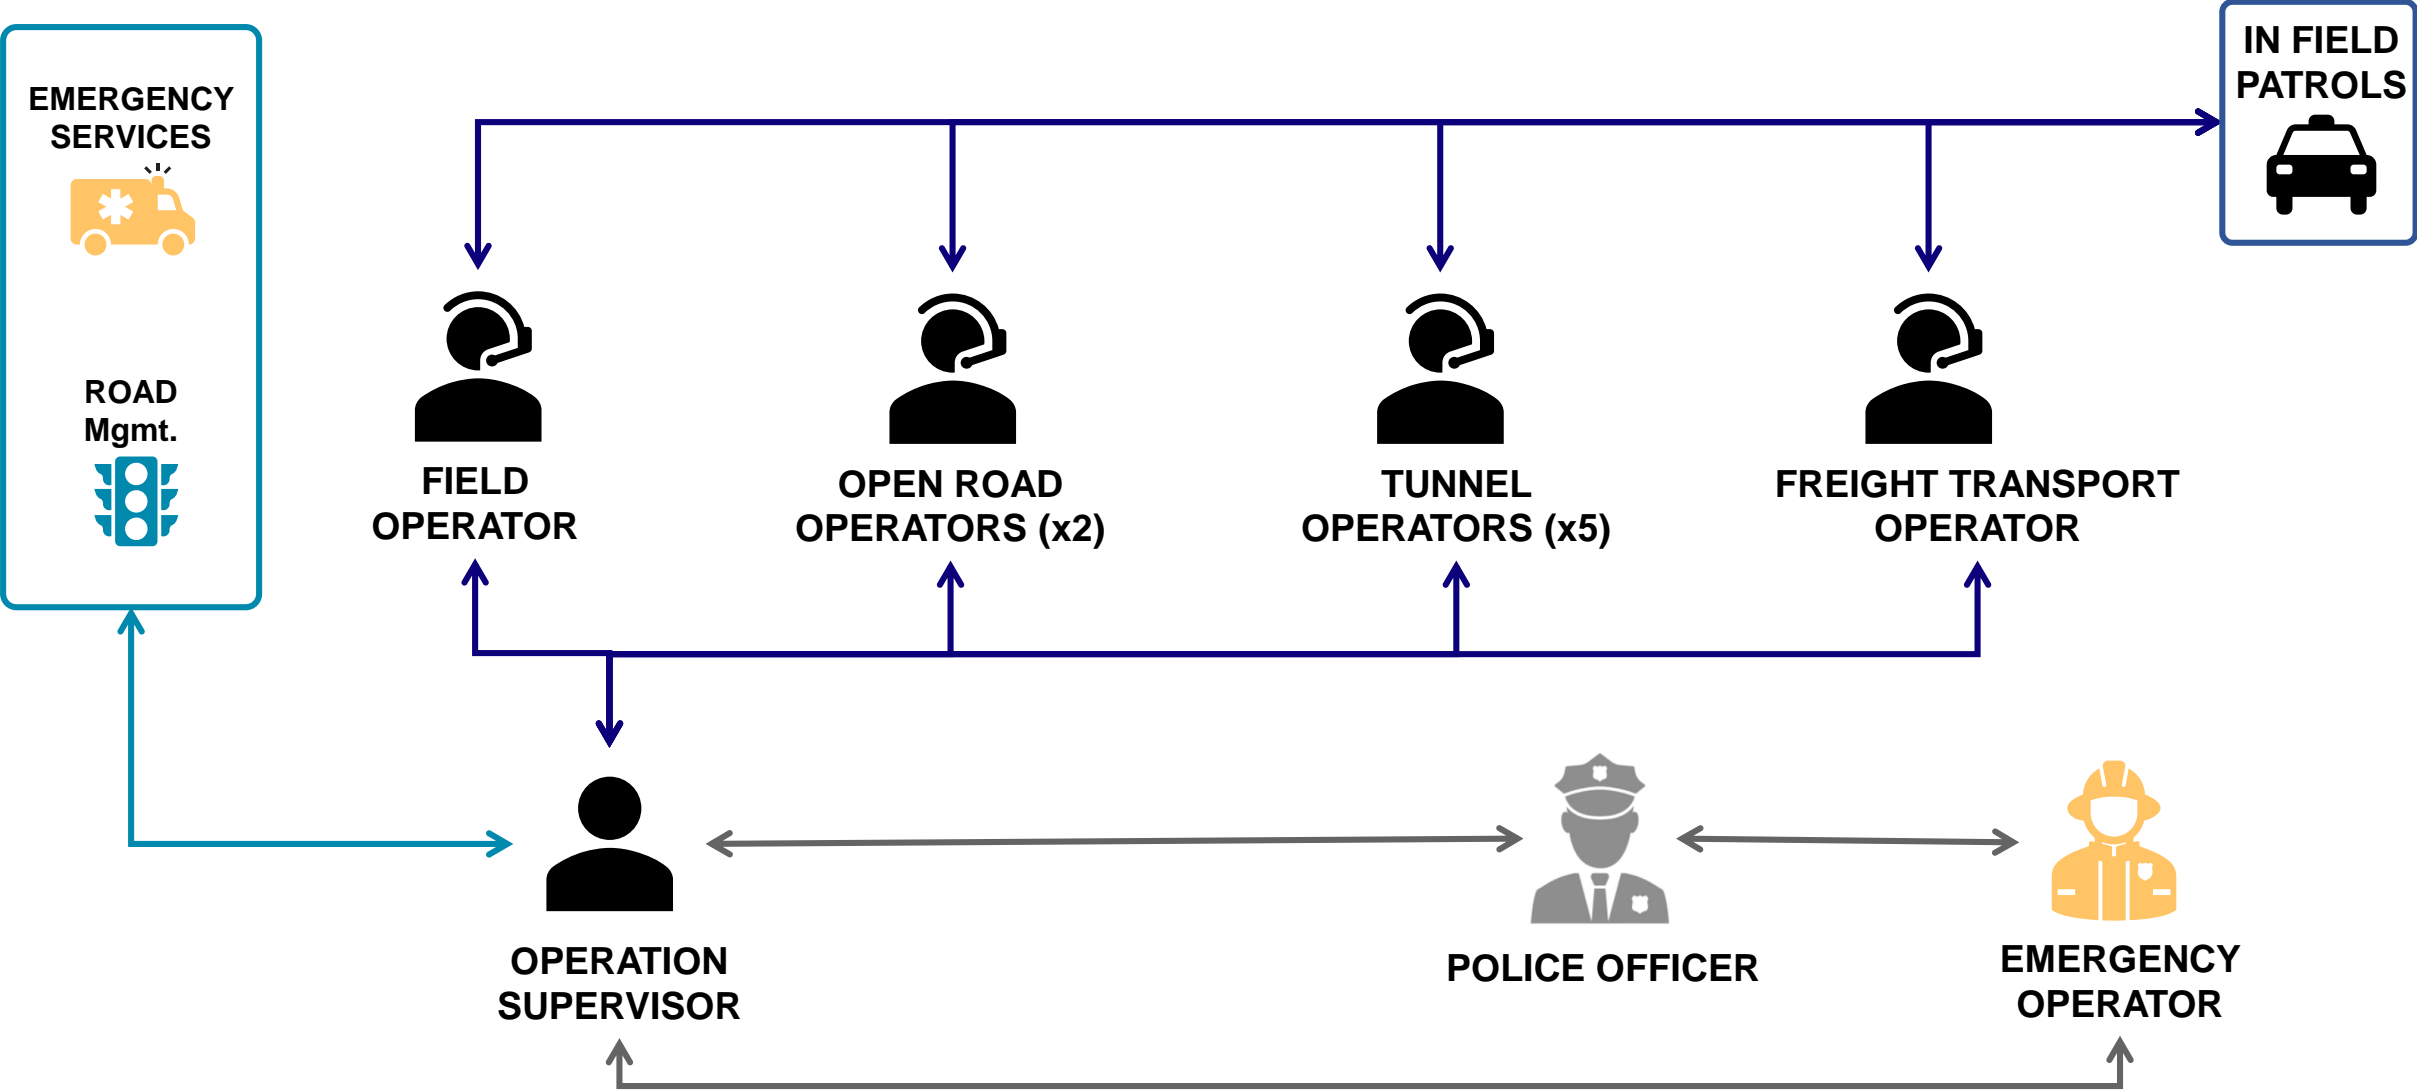 EMERGENCY
SERVICES
ROAD
Mgmt.
IN FIELD
PATROLS
FIELD
OPERATOR
OPEN ROAD
OPERATORS (x2)
TUNNEL
OPERATORS (x5)
FREIGHT TRANSPORT
OPERATOR
OPERATION
SUPERVISOR
POLICE OFFICER
EMERGENCY
OPERATOR